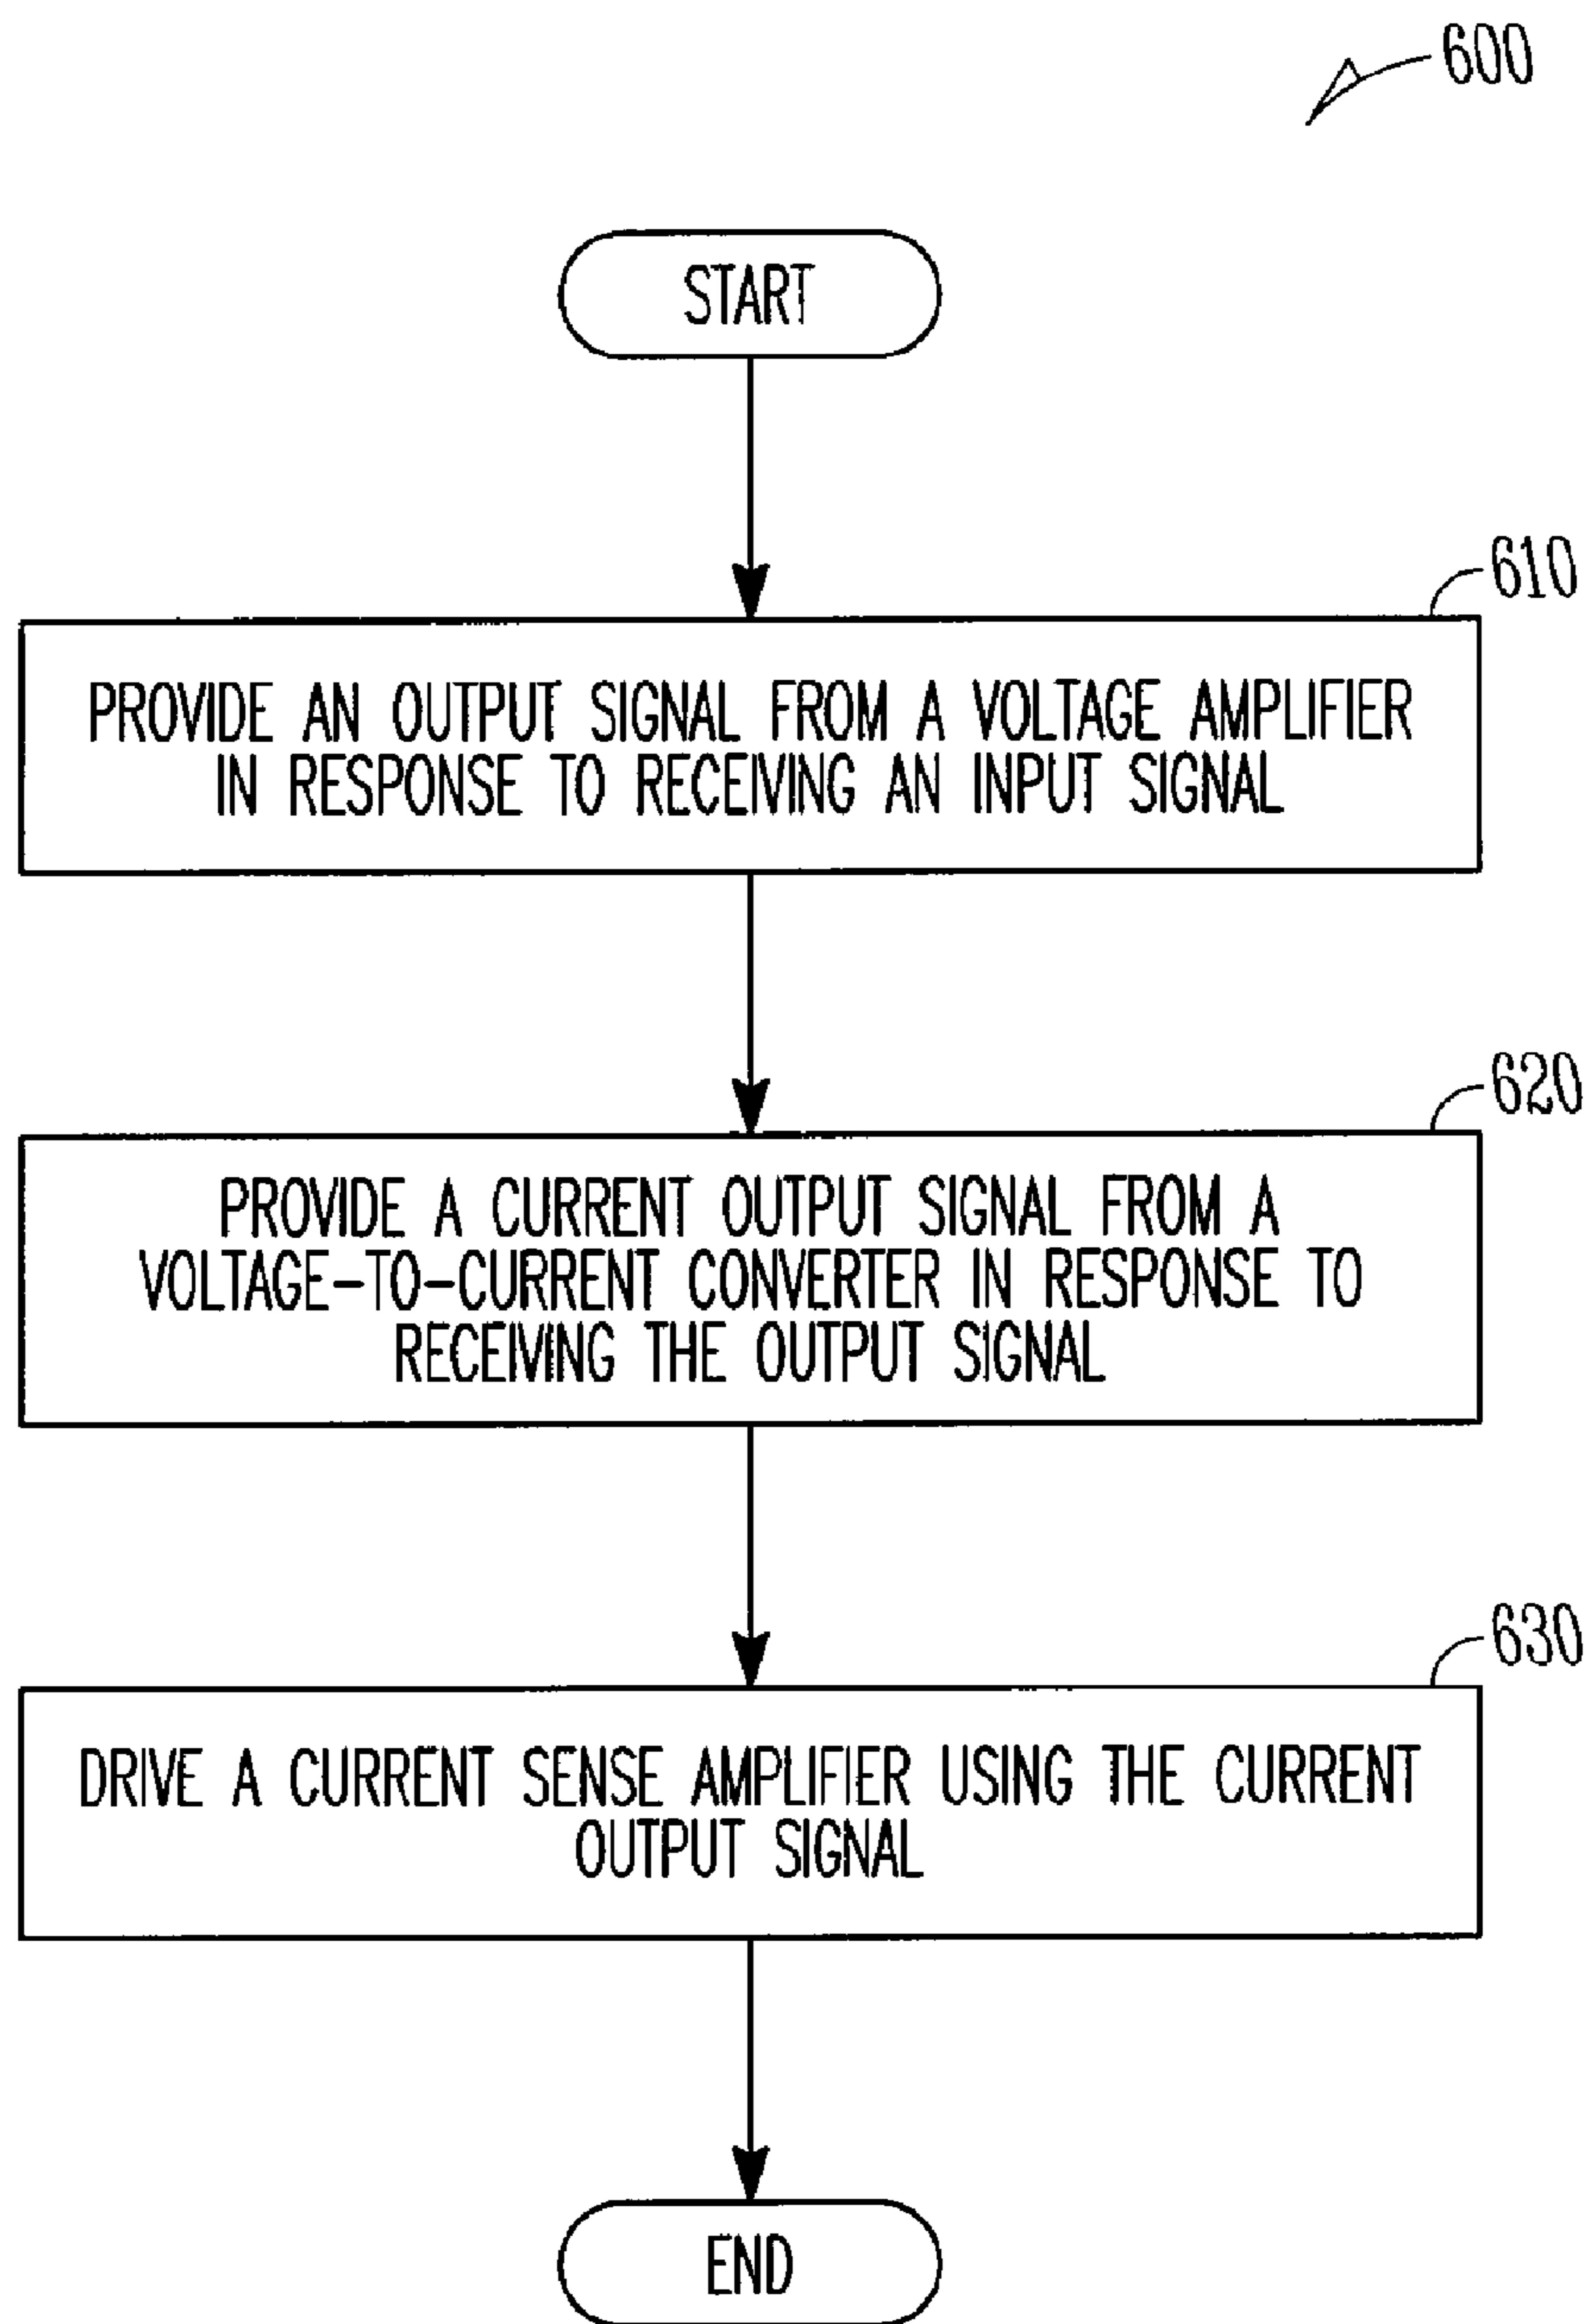 600
START
610
PROVIDE AN OUTPUT SIGNAL FROM A VOLTAGE AMPLIFIER
IN RESPONSE TO RECEIVING AN INPUT SIGNAL
620
PROVIDE A CURRENT OUTPUT SIGNAL FROM A
VOLTAGE-TO-CURRENT CONVERTER IN RESPONSE TO
RECEIVING THE OUTPUT SIGNAL
630
DRIVE A CURRENT SENSE AMPLIFIER USING THE CURRENT
OUTPUT SIGNAL
END